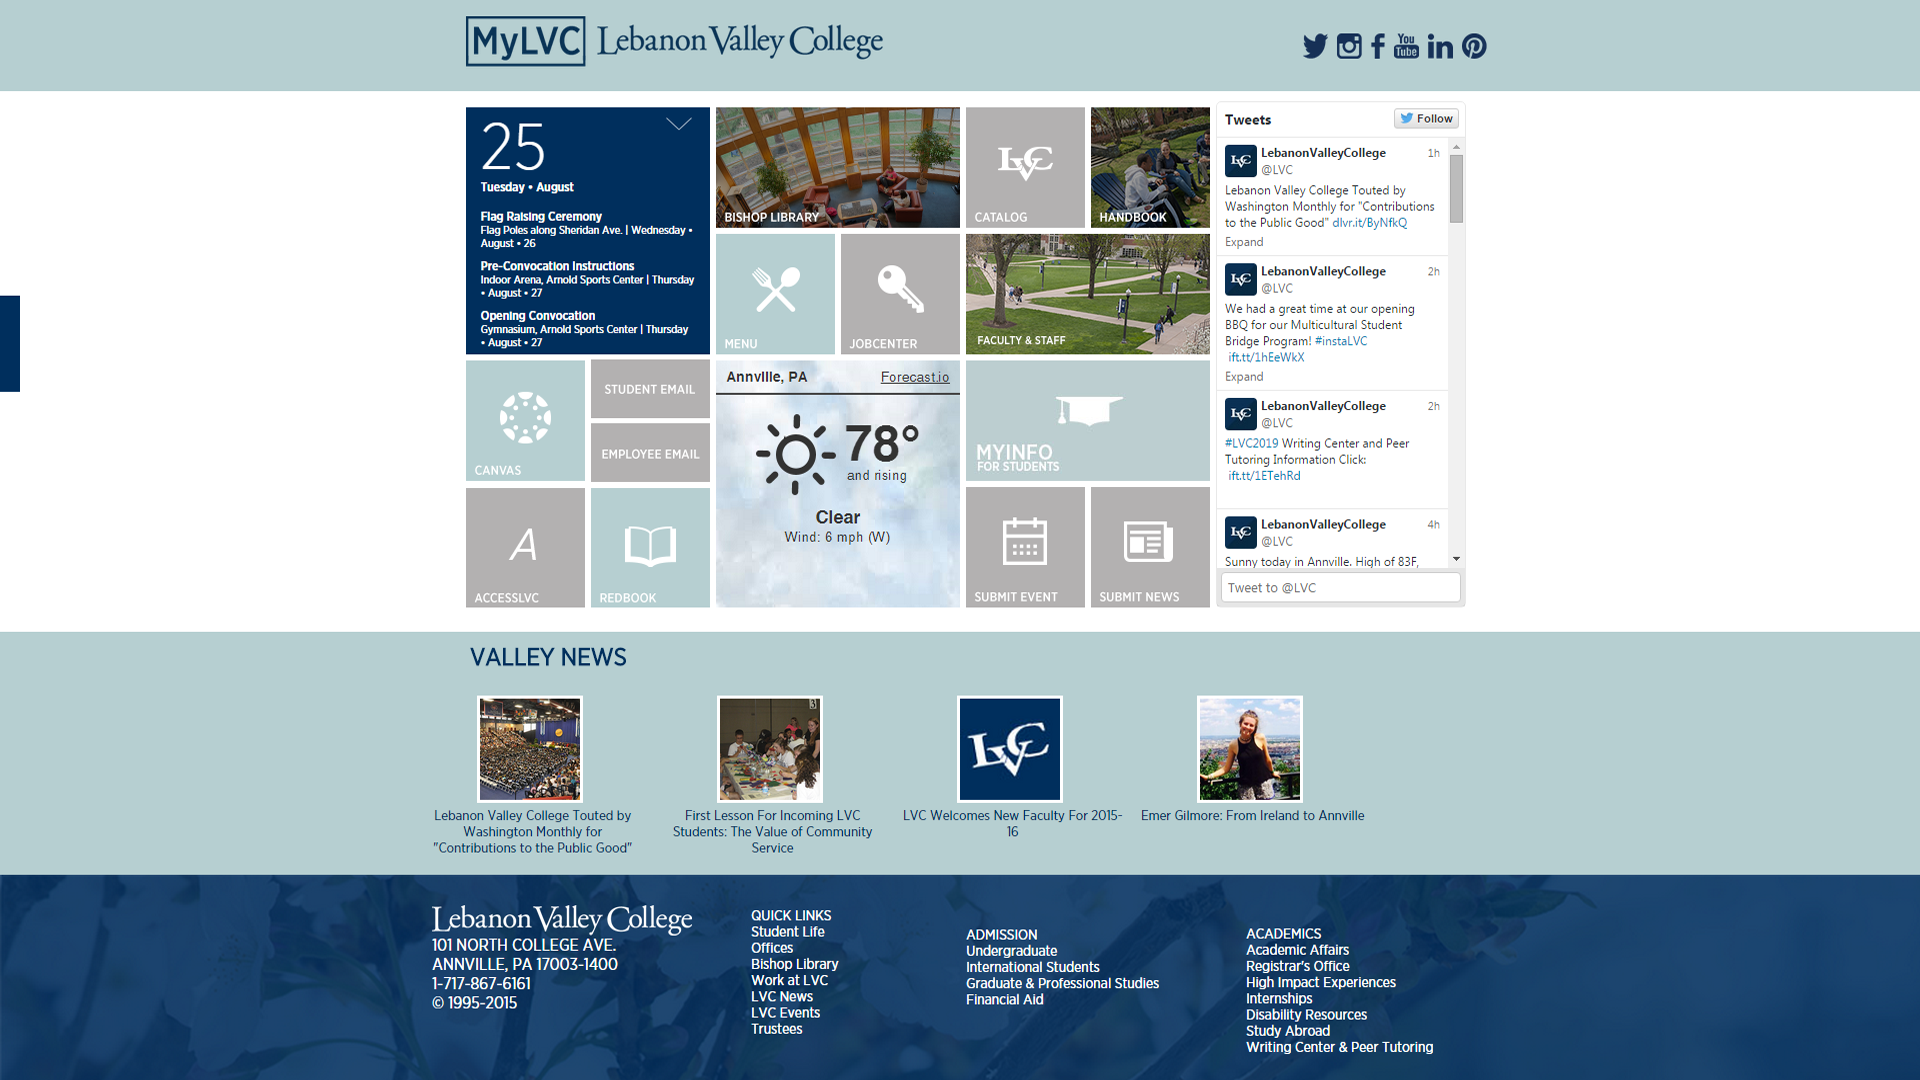 MyLVC Lebanon Valley College
You
Tube
25
Tuesday • August
Flag Raising Ceremony
Flag Poles along Sheridan Ave. | Wednesday •
August • 26
Pre-Convocation Instructions
Indoor Arena, Arnold Sports Center | Thursday
• August • 27
Opening Convocation
Gymnasium, Arnold Sports Center | Thursday
• August • 27
BISHOP LIBRARY
LVC
CATALOG
HANDBOOK
MENU
JOBCENTER
FACULTY & STAFF
CANVAS
STUDENT EMAIL
EMPLOYEE EMAIL
A
ACCESSLVC
REDBOOK
Annville, PA
Forecast.io
78°
and rising
Clear
Wind: 6 mph (W)
MYINFO
FOR STUDENTS
SUBMIT EVENT
SUBMIT NEWS
Tweets
Follow
LVC
LebanonValleyCollege 1h
@LVC
Lebanon Valley College Touted by
Washington Monthly for "Contributions
to the Public Good" dlvr.it/ByNfkQ
Expand
LVC
LebanonValleyCollege 2h
@LVC
We had a great time at our opening
BBQ for our Multicultural Student
Bridge Program! #instaLVC
ift.tt/1hEeWkX
Expand
LVC
LebanonValleyCollege 2h
@LVC
#LVC2019 Writing Center and Peer
Tutoring Information Click:
ift.tt/1ETehRd
LVC
LebanonValleyCollege 4h
@LVC
Sunny today in Annville. High of 83F,
Tweet to @LVC
VALLEY NEWS
Lebanon Valley College Touted by
Washington Monthly for
"Contributions to the Public Good"
First Lesson For Incoming LVC
Students: The Value of Community
Service
LVC
LVC Welcomes New Faculty For 2015-
16
Emer Gilmore: From Ireland to Annville
Lebanon Valley College
101 NORTH COLLEGE AVE.
ANNVILLE, PA 17003-1400
1-717-867-6161
© 1995-2015
QUICK LINKS
Student Life
Offices
Bishop Library
Work at LVC
LVC News
LVC Events
Trustees
ADMISSION
Undergraduate
International Students
Graduate & Professional Studies
Financial Aid
ACADEMICS
Academic Affairs
Registrar's Office
High Impact Experiences
Internships
Disability Resources
Study Abroad
Writing Center & Peer Tutoring